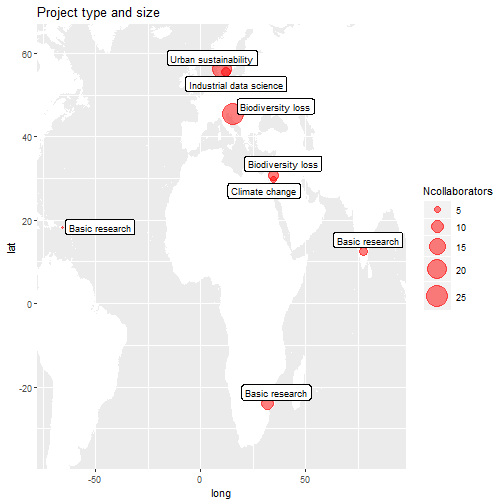 Project type and size
60
40
20
0
-20
lat
Urban sustainability
Industrial data science
Biodiversity loss
Biodiversity loss
Climate change
Basic research
Basic research
Basic research
-50
0
50
long
Ncollaborators
5
10
15
20
25